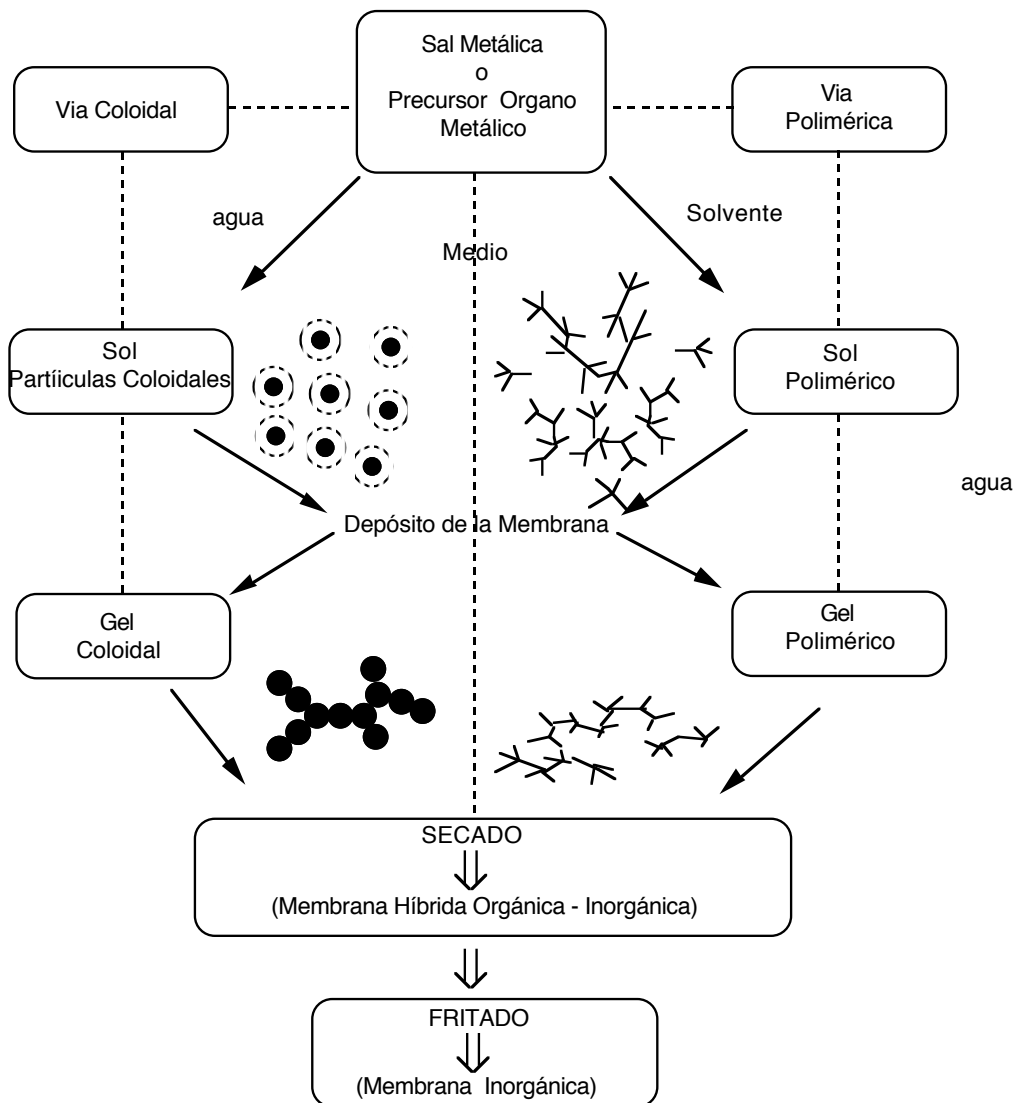 Sal Metálica
o
Precursor Organo
Metálico
Via Coloidal
Via
Polimérica
agua
Solvente
Medio
Sol
Partíiculas Coloidales
Sol
Polimérico
agua
Depósito de la Membrana
Gel
Coloidal
Gel
Polimérico
SECADO
(Membrana Híbrida Orgánica - Inorgánica)
FRITADO
(Membrana Inorgánica)